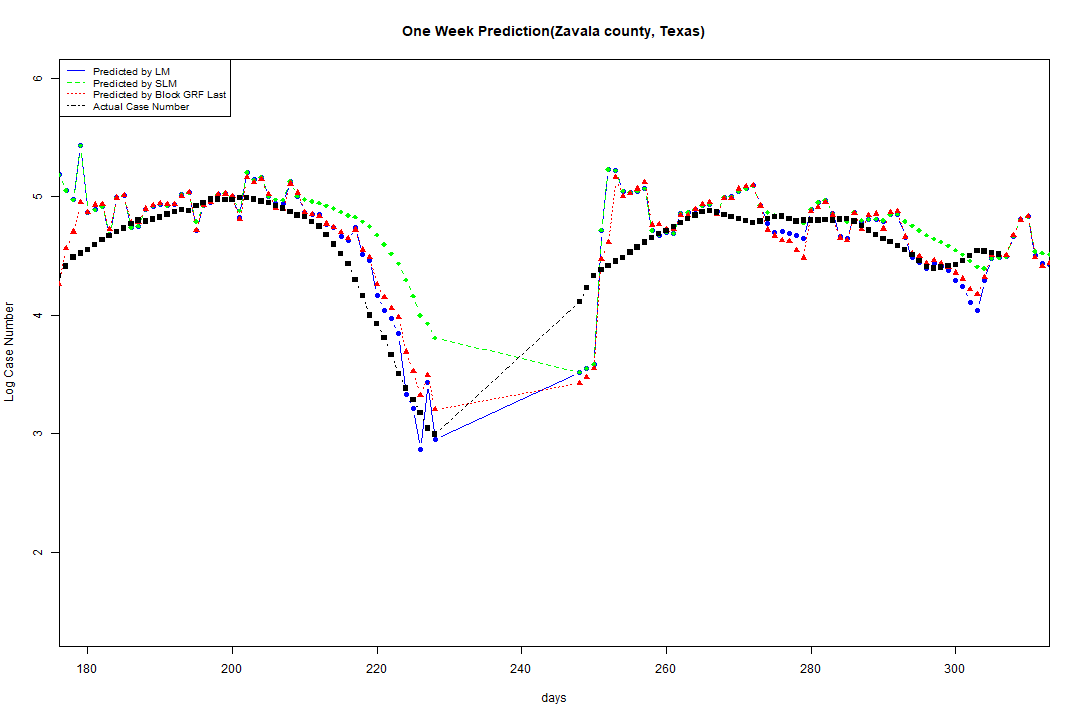 One Week Prediction(Zavala county, Texas)
Predicted by LM
Predicted by SLM
Predicted by Block GRF Last
Actual Case Number
6
5
4
3
2
Log Case Number
180 200 220 240 260 280 300
days